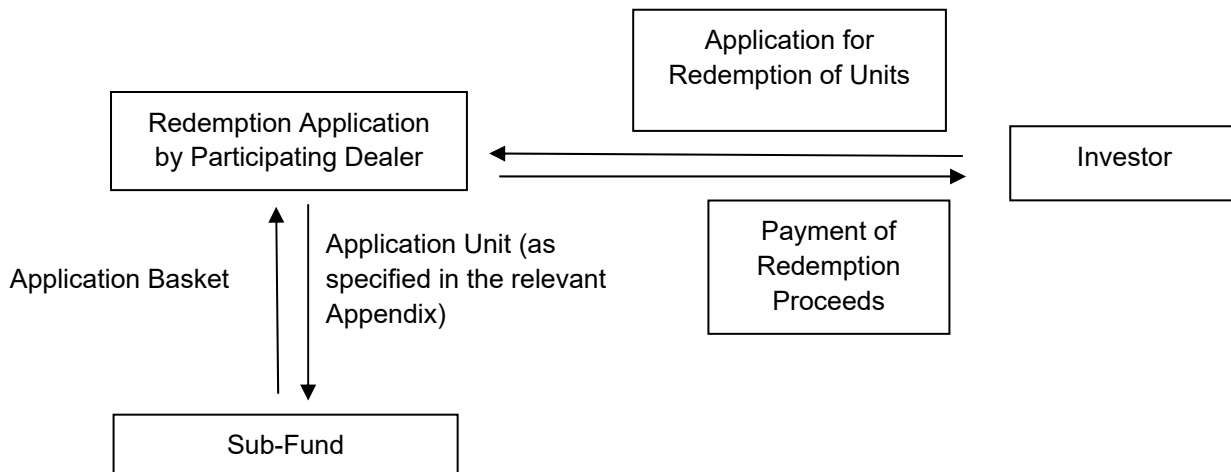 Application for
Redemption of Units
Redemption Application
by Participating Dealer
Investor
Payment of
Redemption
Proceeds
Application Basket
Application Unit (as
specified in the relevant
Appendix)
Sub-Fund